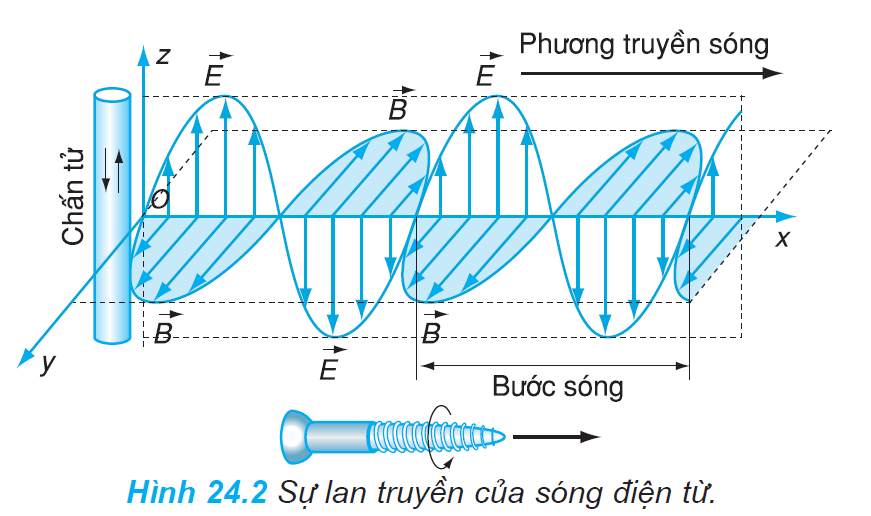 z
E
B
E
Phương truyền sóng
Chấn tử
O
x
B
B
y
E
Bước sóng
Hình 24.2 Sự lan truyền của sóng điện từ.